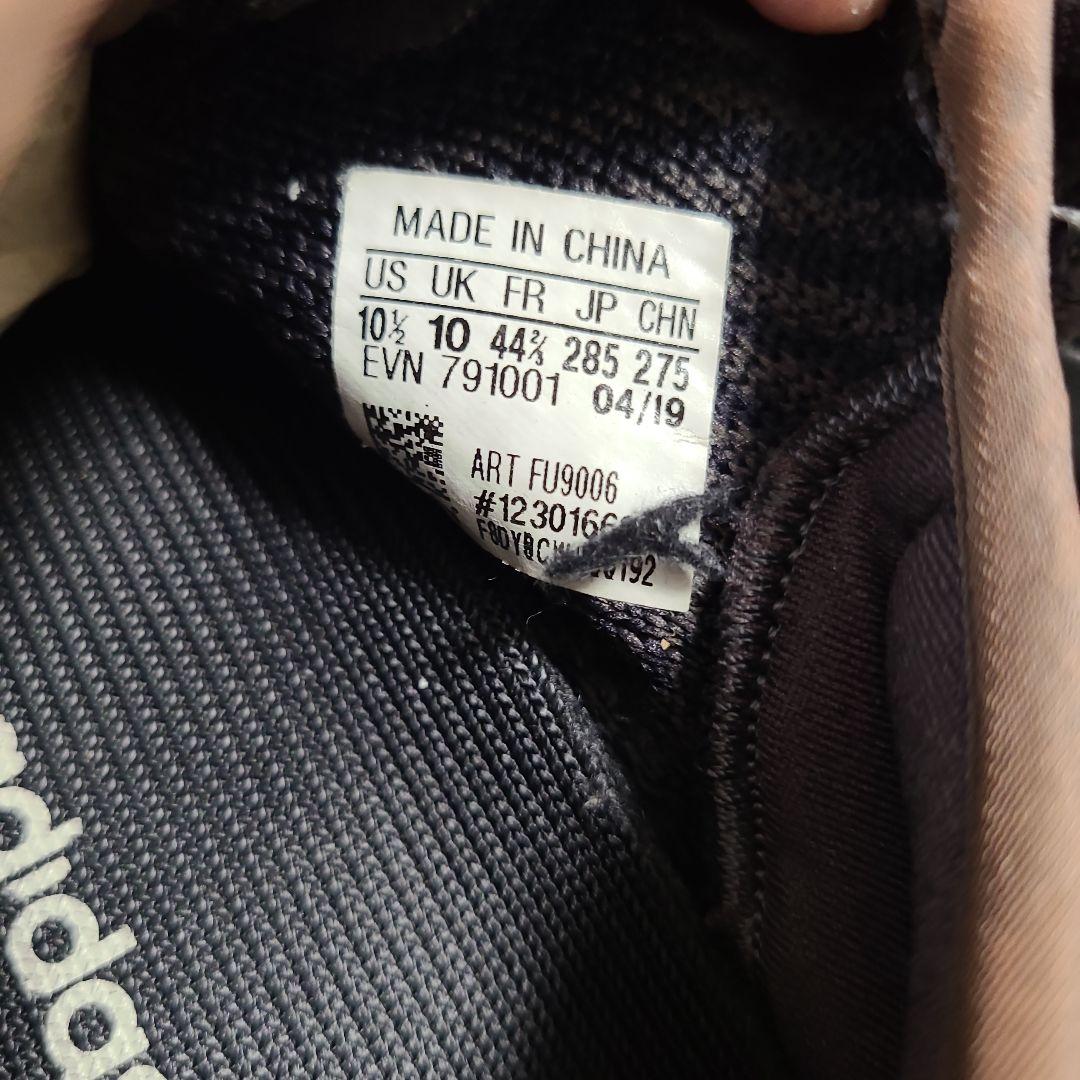 MADE IN CHINA
US UK FR JP CHN
10½ 10 44⅔ 285 275
EVN 791001 04/19
ART FU9006
adidas